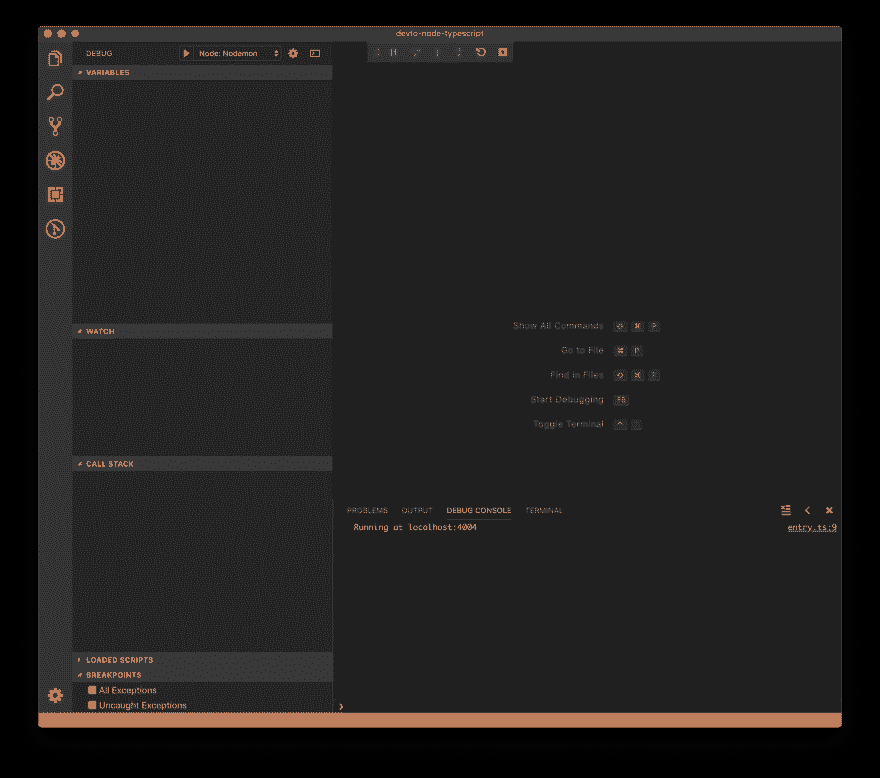 devto-node-typescript
DEBUG
Node: Nodemon
VARIABLES
WATCH
CALL STACK
LOADED SCRIPTS
BREAKPOINTS
All Exceptions
Uncaught Exceptions
Show All Commands ⇧ ⌘ P
Go to File ⌘ P
Find in Files ⇧ ⌘ F
Start Debugging F5
Toggle Terminal ^
PROBLEMS OUTPUT DEBUG CONSOLE TERMINAL
Running at localhost:4004 entry.ts:9